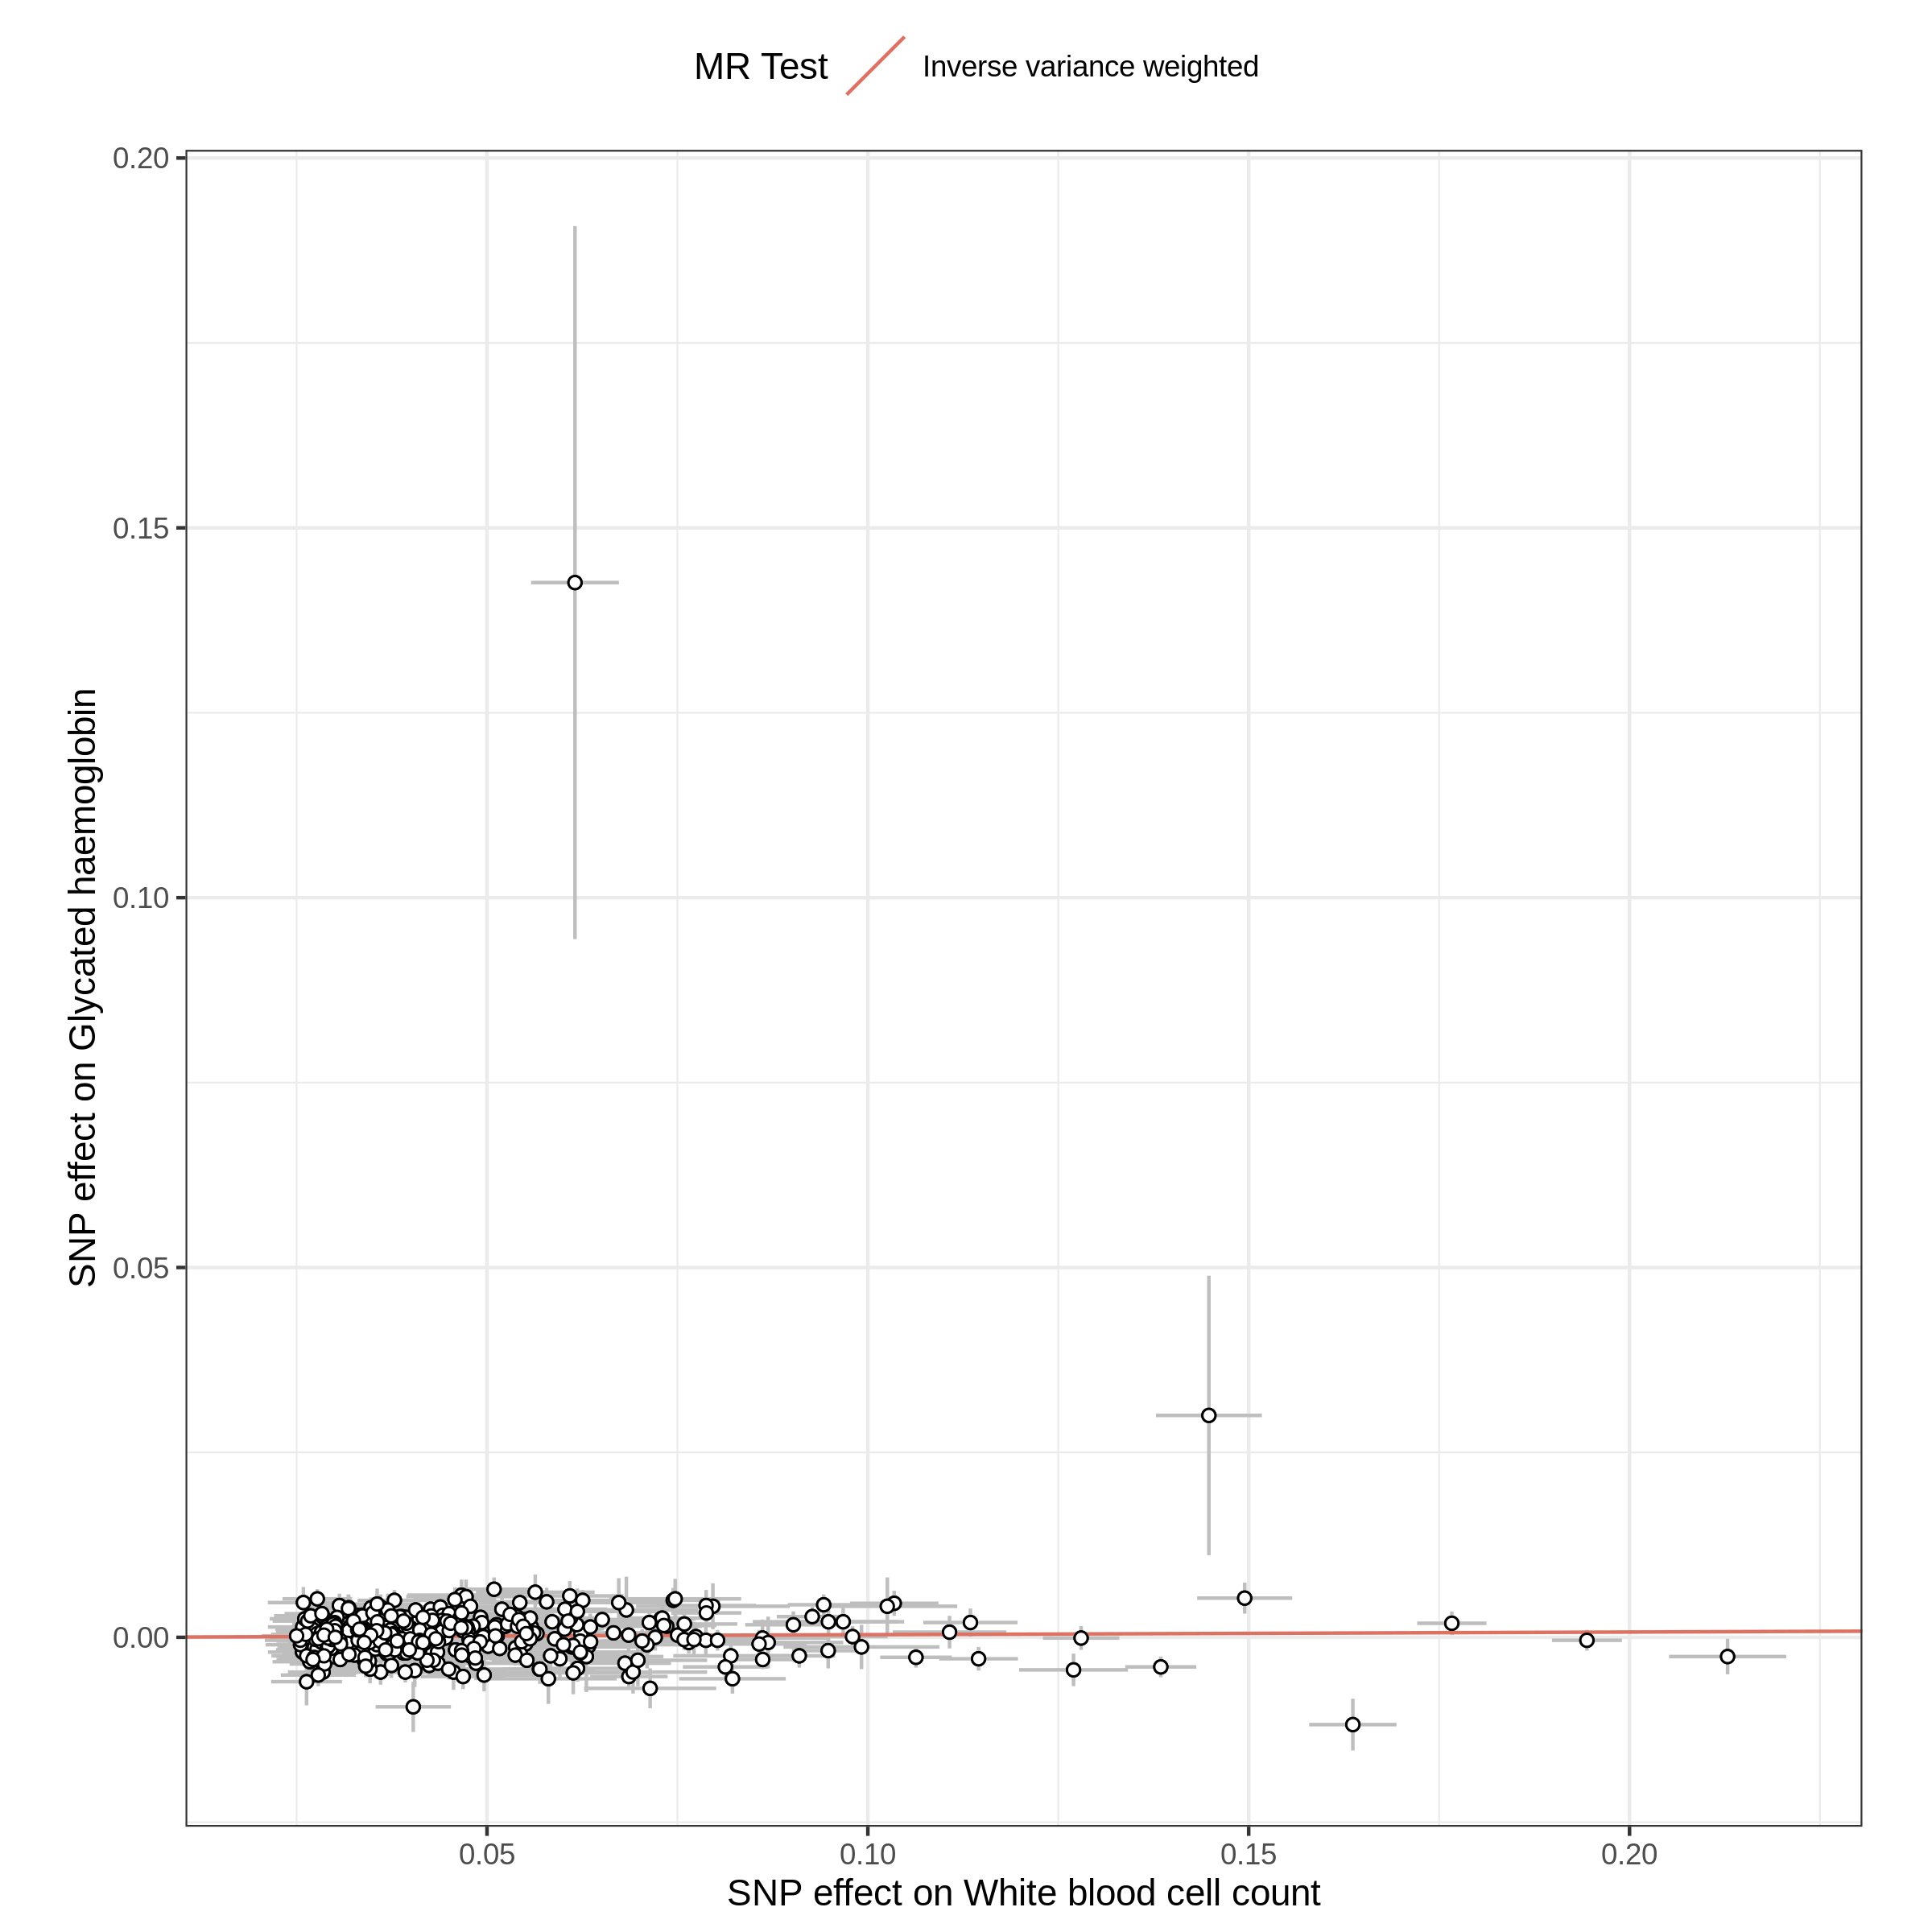 MR Test
Inverse variance weighted
0.20
0.15
0.10
0.05
0.00
SNP effect on Glycated haemoglobin
0.05
0.10
0.15
0.20
SNP effect on White blood cell count